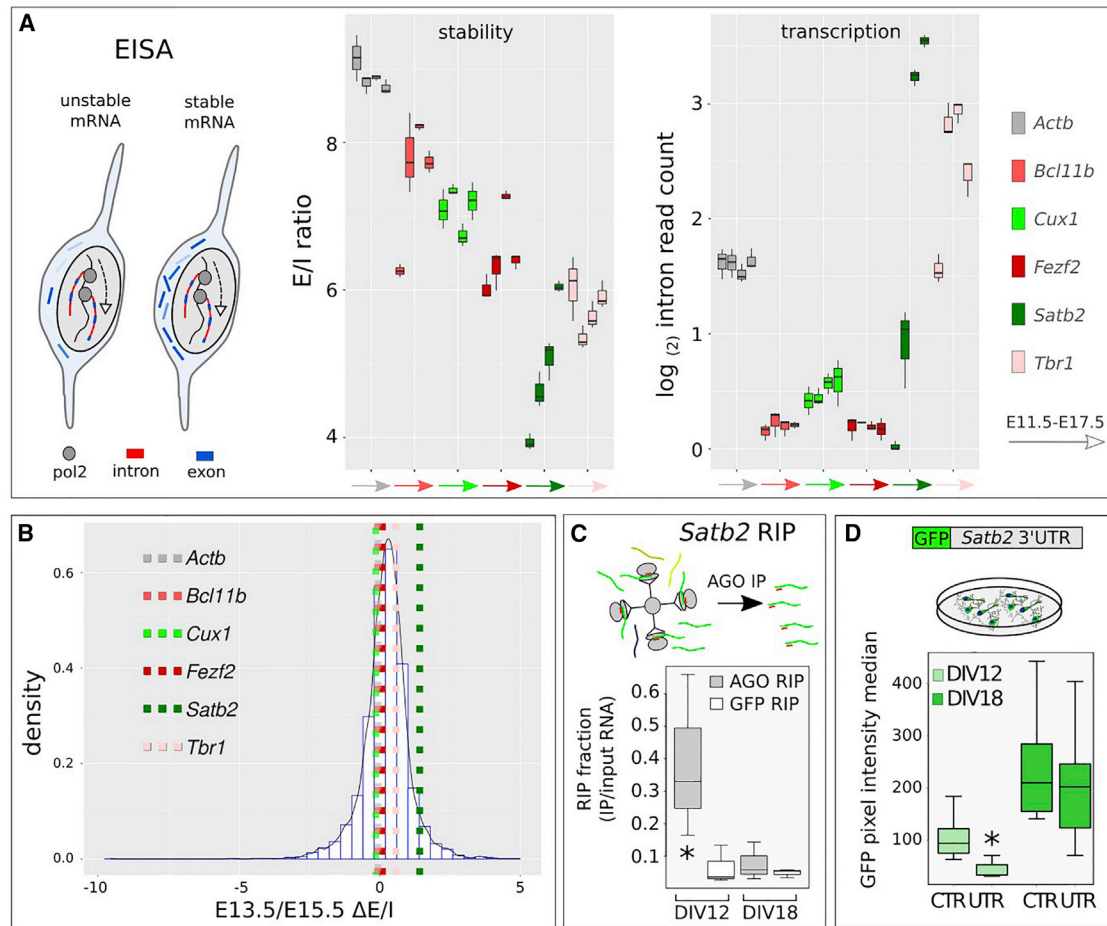 A
EISA
unstable
mRNA
stable
mRNA
pol2
intron
exon
stability
E/I ratio
8
6
4
transcription
log (2) intron read count
3
2
1
0
Actb
Bcl11b
Cux1
Fezf2
Satb2
Tbr1
E11.5-E17.5
B
density
0.6
0.4
0.2
0.0
Actb
Bcl11b
Cux1
Fezf2
Satb2
Tbr1
-10
-5
0
5
E13.5/E15.5 ΔE/I
C
Satb2 RIP
AGO IP
RIP fraction
(IP/input RNA)
0.6
0.5
0.4
0.3
0.2
0.1
AGO RIP
GFP RIP
*
DIV12
DIV18
D
GFP Satb2 3'UTR
GFP pixel intensity median
400
300
200
100
DIV12
DIV18
*
CTR UTR
CTR UTR